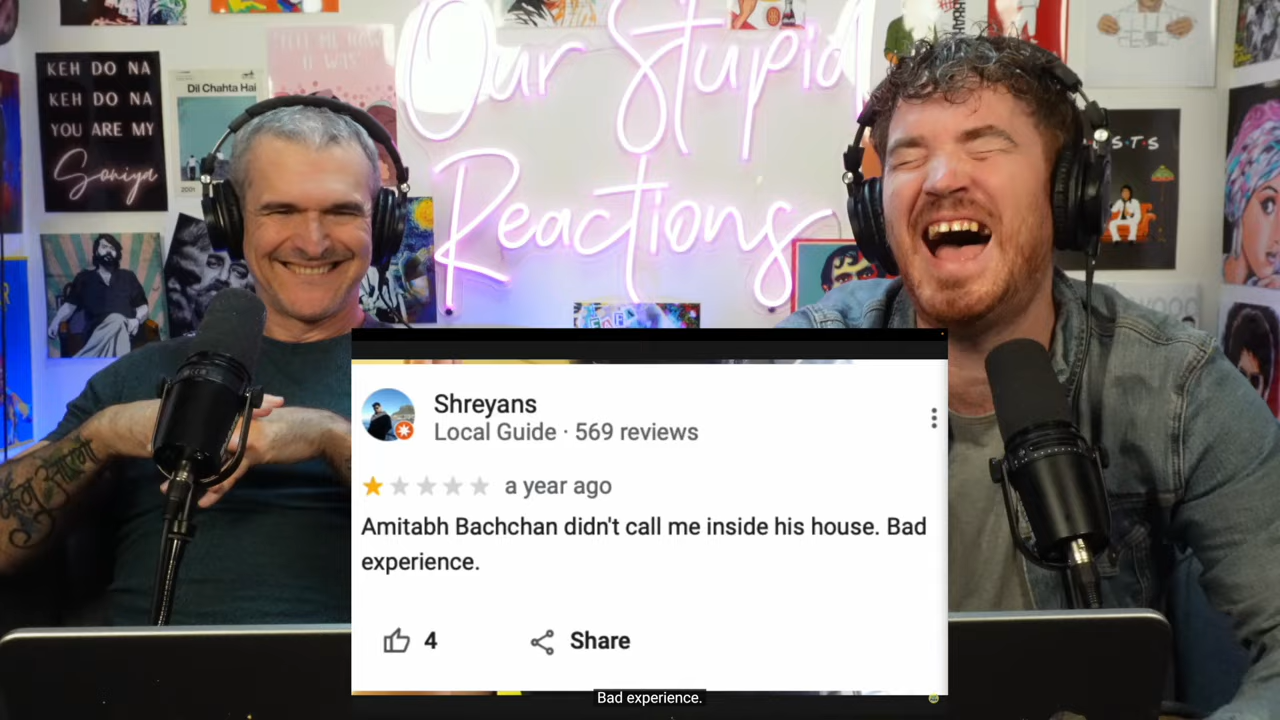 Our Stupid
Reactions
KEH DO NA
KEH DO NA
YOU ARE MY
Soniya
Dil Chahta Hai
2001
Shreyans
Local Guide · 569 reviews
a year ago
Amitabh Bachchan didn't call me inside his house. Bad
experience.
4
Share
Bad experience.